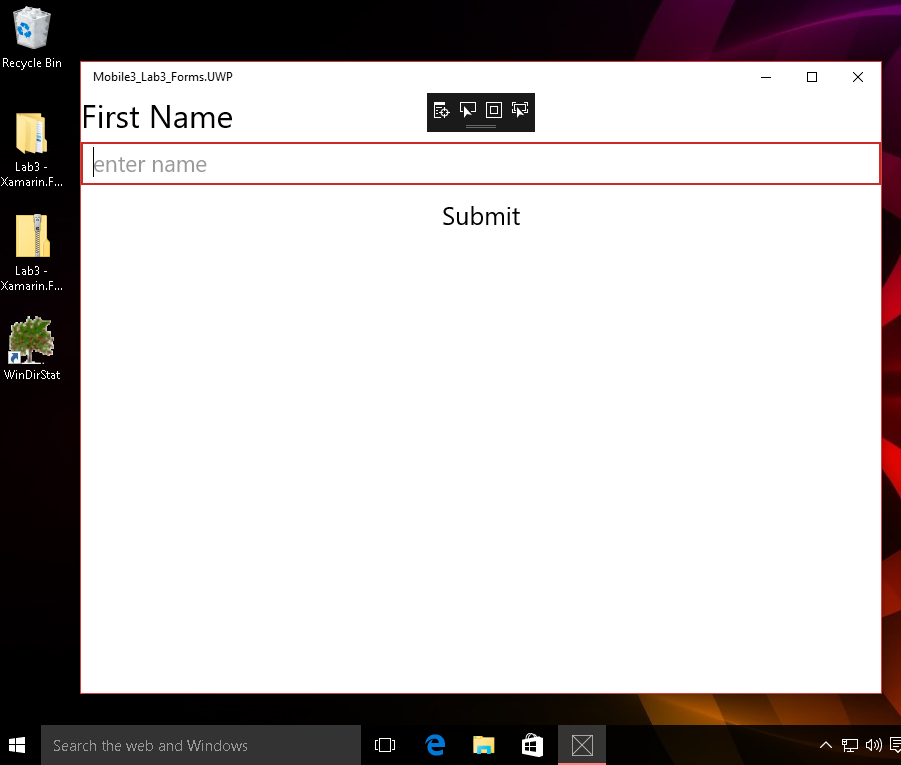 Recycle Bin
Lab3 -
Xamarin.F...
Lab3 -
Xamarin.F...
WinDirStat
Mobile3_Lab3_Forms.UWP
First Name
enter name
Submit
Search the web and Windows